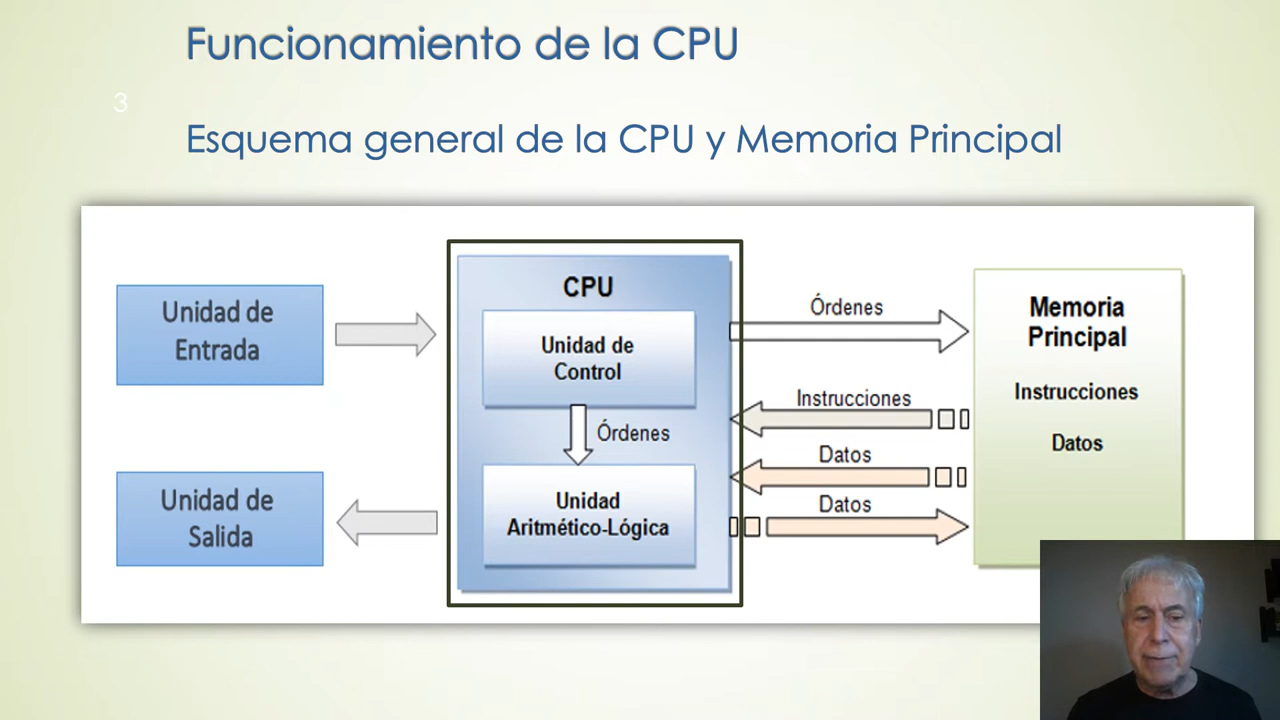 Funcionamiento de la CPU
3
Esquema general de la CPU y Memoria Principal
Unidad de
Entrada
Unidad de
Salida
CPU
Unidad de
Control
Órdenes
Unidad
Aritmético-Lógica
Órdenes
Instrucciones
Datos
Datos
Memoria
Principal
Instrucciones
Datos